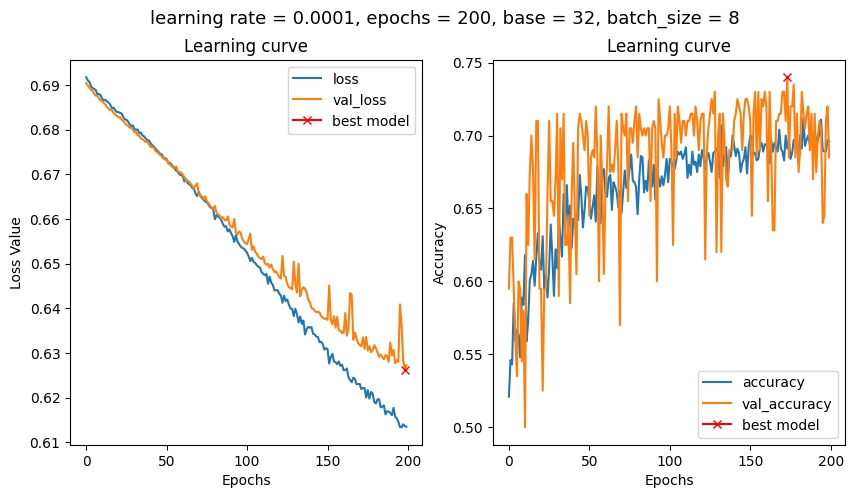 learning rate = 0.0001, epochs = 200, base = 32, batch_size = 8
Learning curve
Loss Value
0.69
0.68
0.67
0.66
0.65
0.64
0.63
0.62
0.61
loss
val_loss
best model
0 50 100 150 200
Epochs
Learning curve
Accuracy
0.75
0.70
0.65
0.60
0.55
0.50
accuracy
val_accuracy
best model
0 50 100 150 200
Epochs